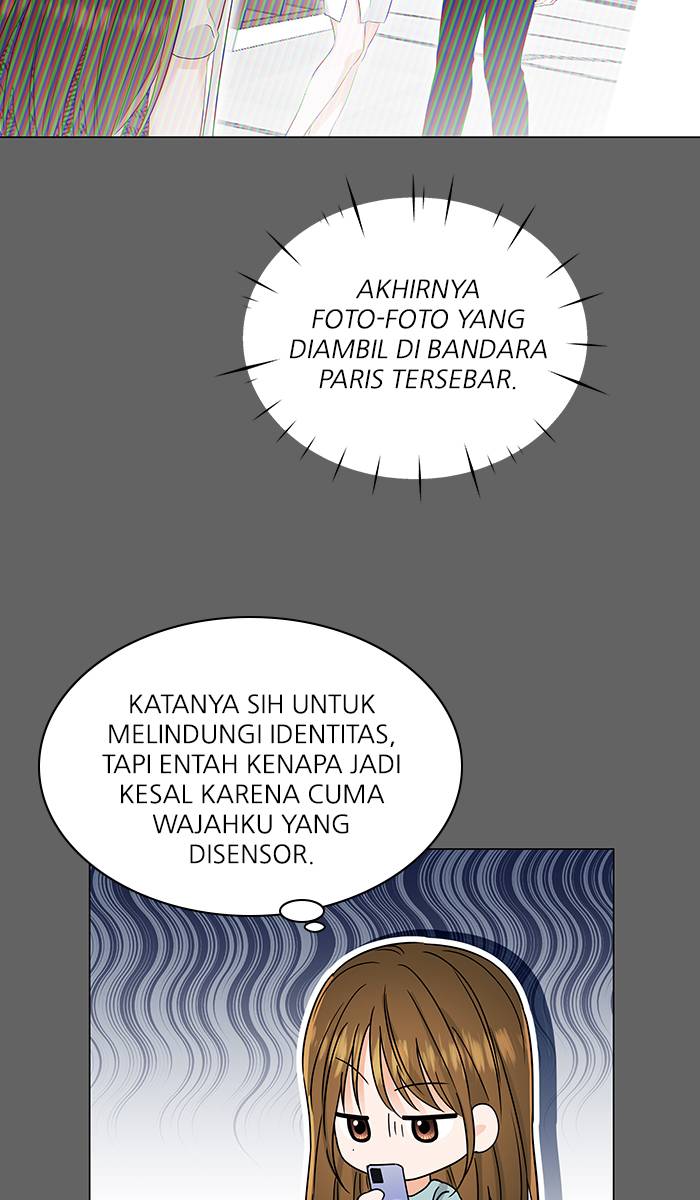 AKHIRNYA
FOTO-FOTO YANG
DIAMBIL DI BANDARA
PARIS TERSEBAR.
KATANYA SIH UNTUK
MELINDUNGI IDENTITAS,
TAPI ENTAH KENAPA JADI
KESAL KARENA CUMA
WAJAHKU YANG
DISENSOR.